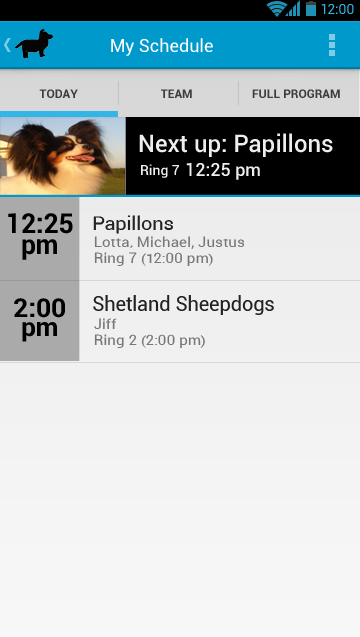 12:00
My Schedule
TODAY
TEAM
FULL PROGRAM
Next up: Papillons
Ring 7 12:25 pm
12:25
pm
Papillons
Lotta, Michael, Justus
Ring 7 (12:00 pm)
2:00
pm
Shetland Sheepdogs
Jiff
Ring 2 (2:00 pm)